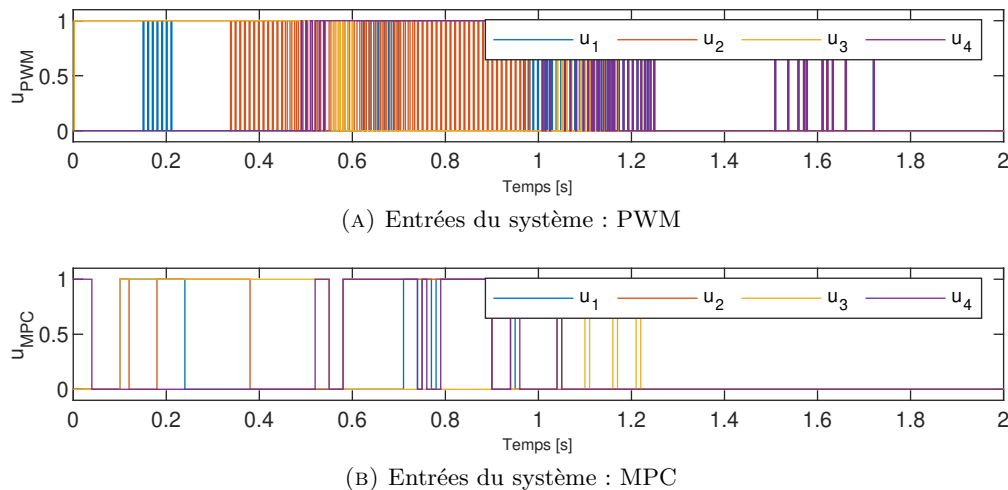 1
0.5
0
u_PWM
u_1 u_2 u_3 u_4
0 0.2 0.4 0.6 0.8 1 1.2 1.4 1.6 1.8 2
Temps [s]
(A) Entrées du système : PWM
1
0.5
0
u_MPC
u_1 u_2 u_3 u_4
0 0.2 0.4 0.6 0.8 1 1.2 1.4 1.6 1.8 2
Temps [s]
(B) Entrées du système : MPC